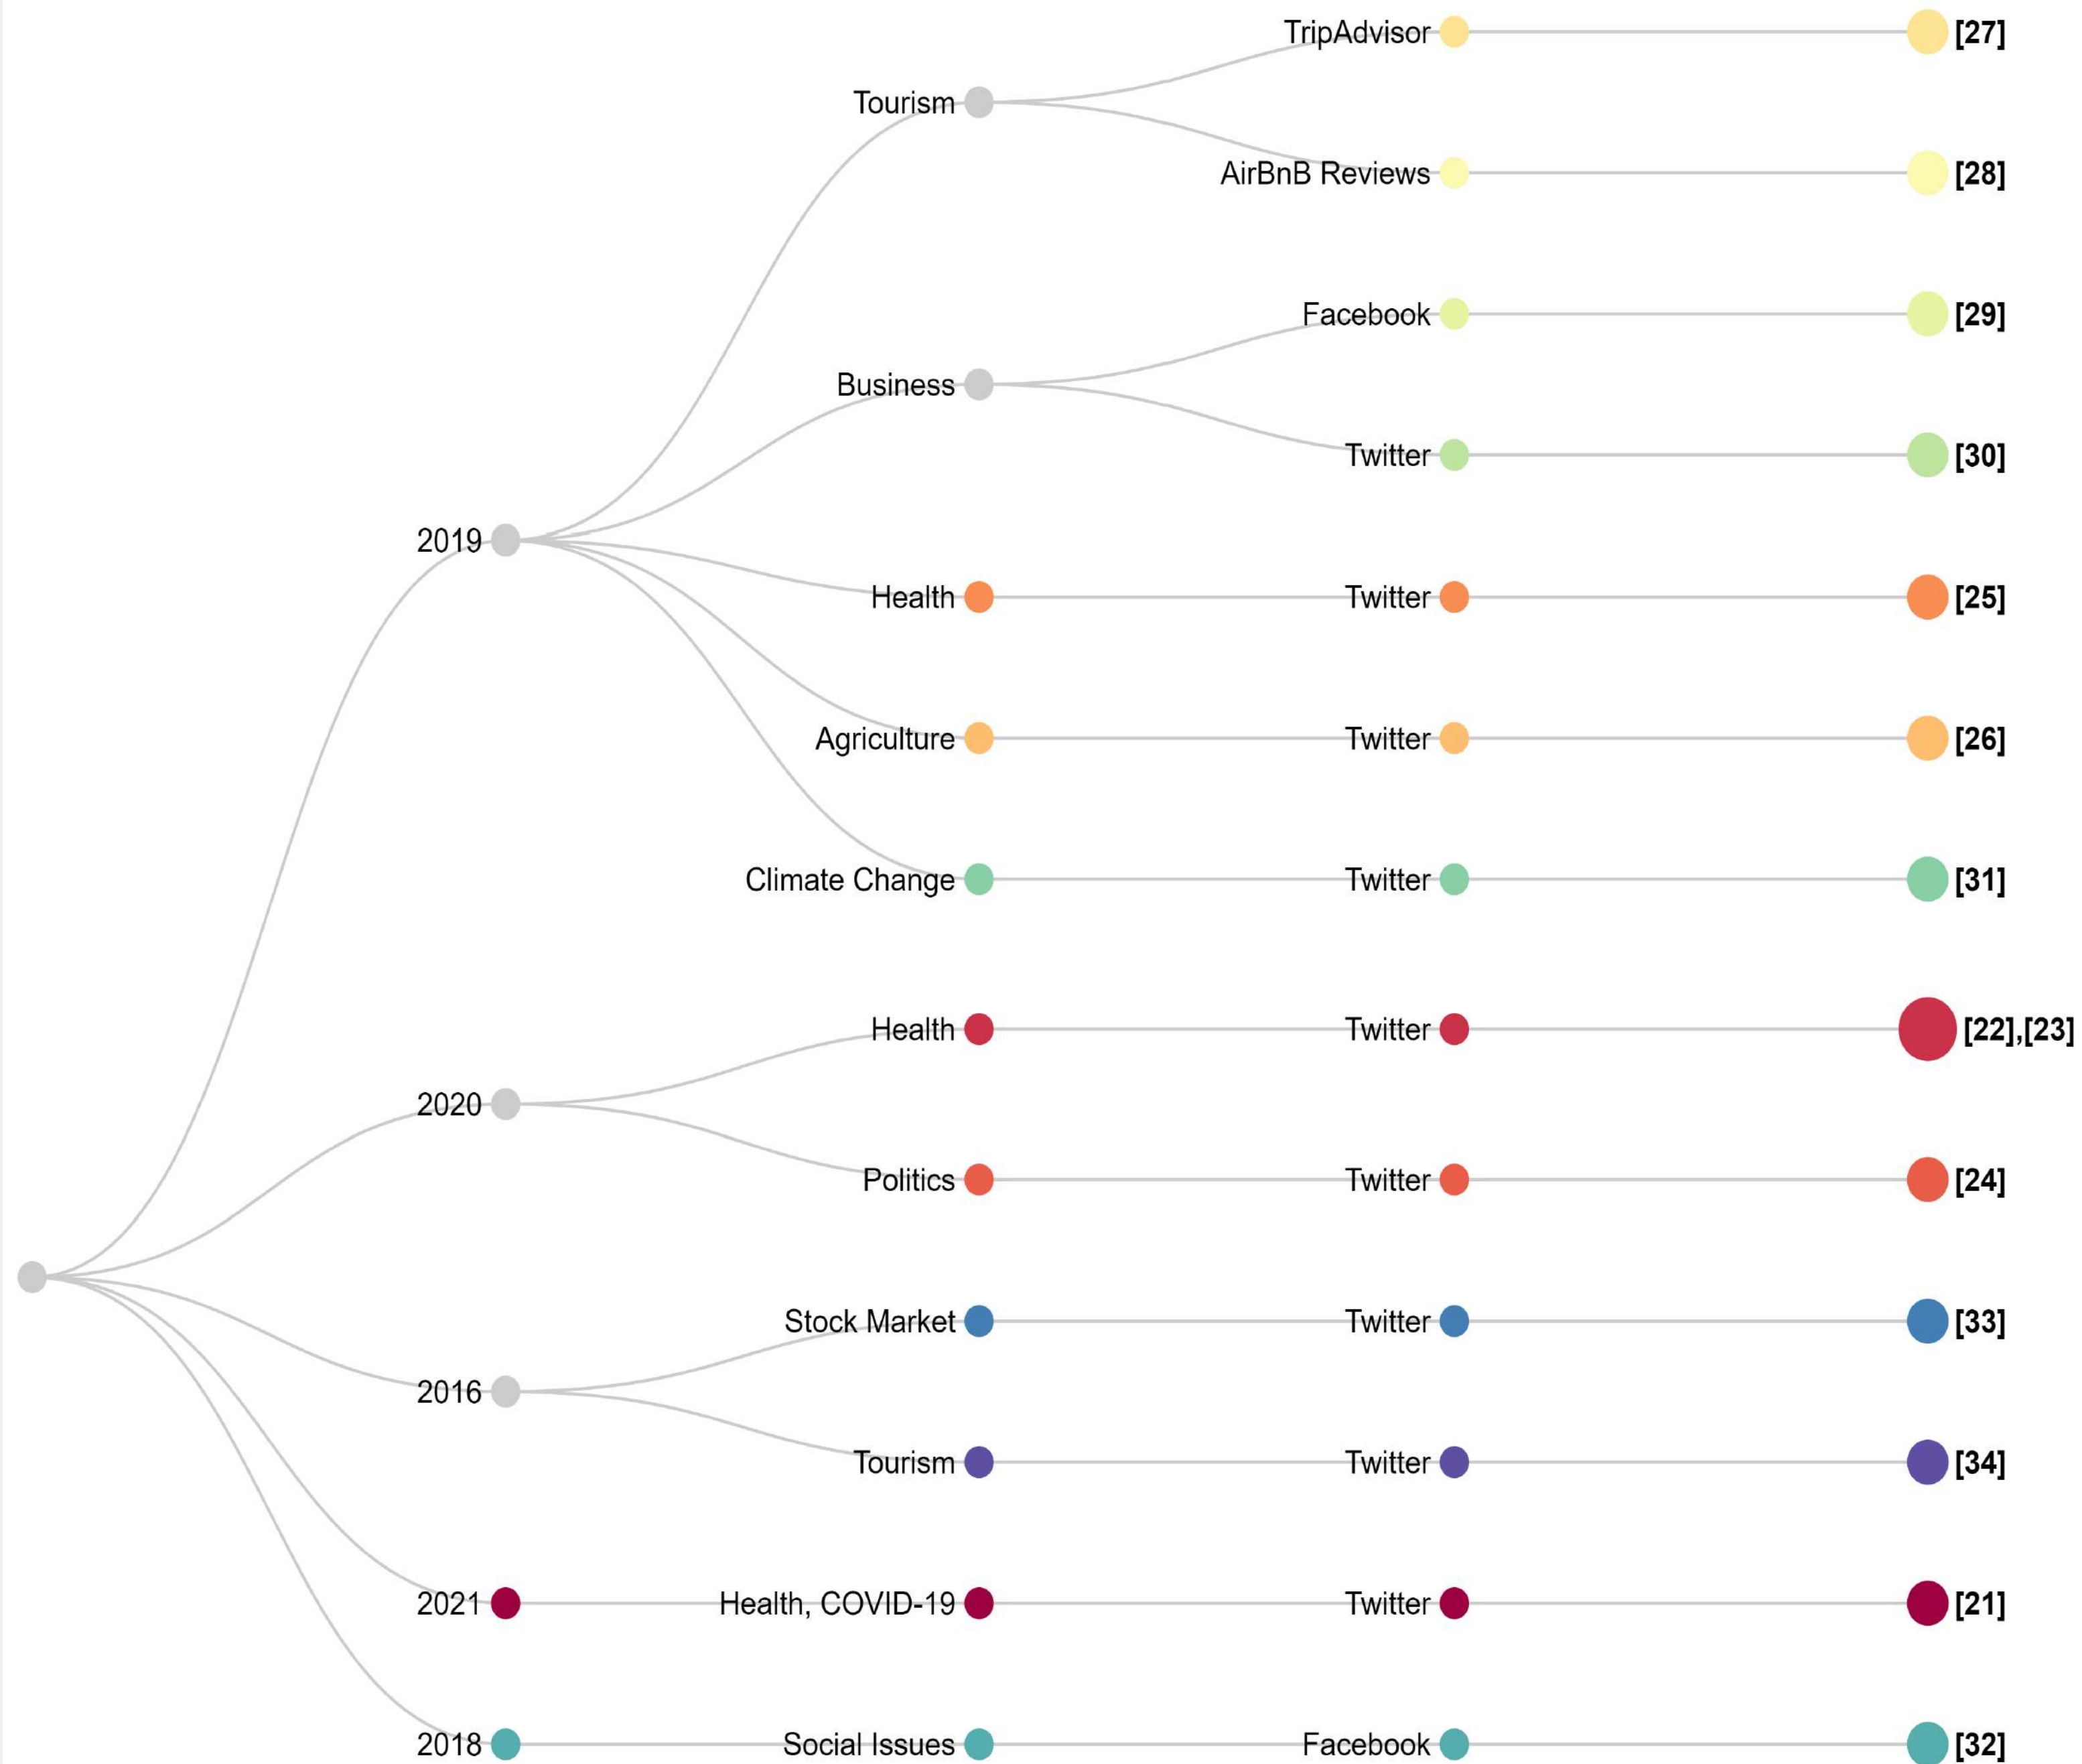 TripAdvisor [27]
Tourism
AirBnB Reviews [28]
Facebook [29]
Business
Twitter [30]
2019
Health Twitter [25]
Agriculture Twitter [26]
Climate Change Twitter [31]
Health Twitter [22],[23]
2020
Politics Twitter [24]
Stock Market Twitter [33]
2016
Tourism Twitter [34]
2021 Health, COVID-19 Twitter [21]
2018 Social Issues Facebook [32]